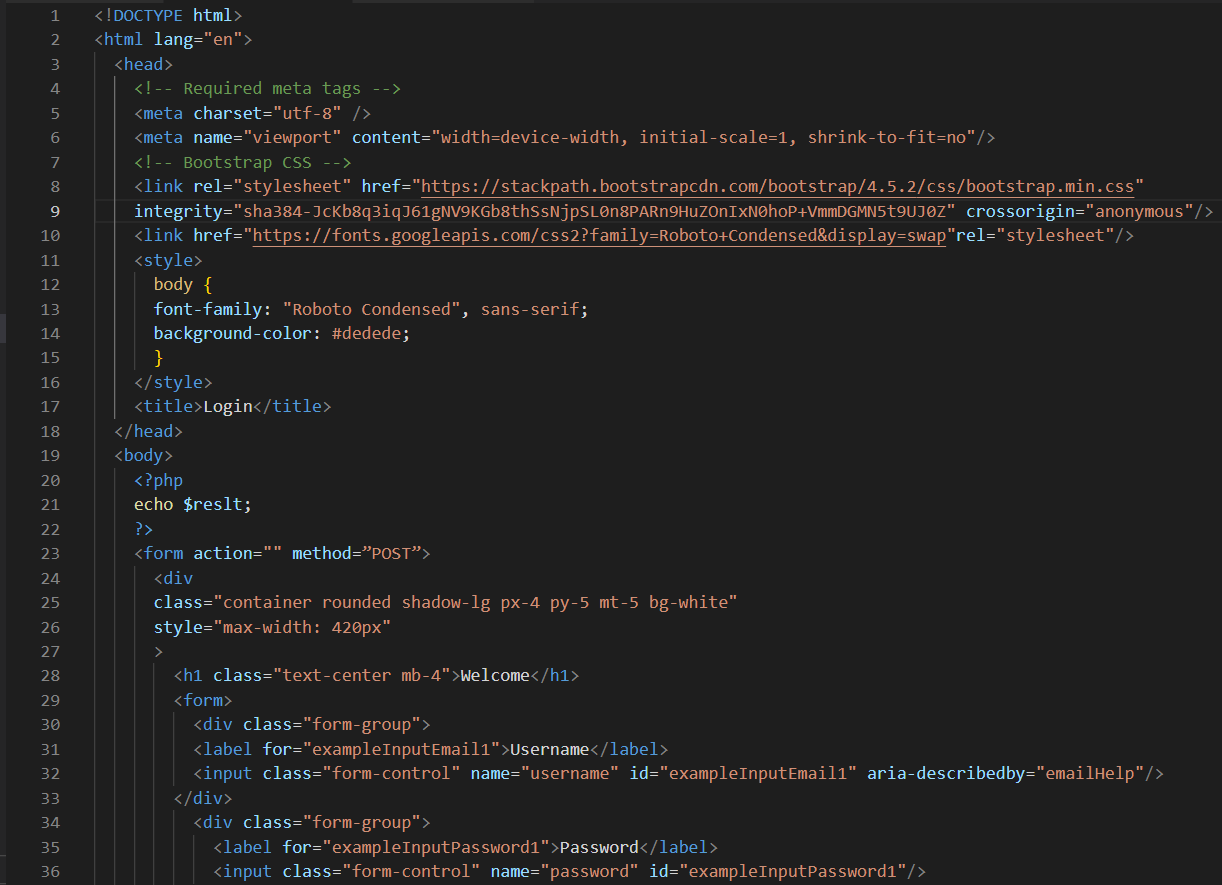 1 <!DOCTYPE html>
2 <html lang="en">
3 <head>
4 <!-- Required meta tags -->
5 <meta charset="utf-8" />
6 <meta name="viewport" content="width=device-width, initial-scale=1, shrink-to-fit=no"/>
7 <!-- Bootstrap CSS -->
8 <link rel="stylesheet" href="https://stackpath.bootstrapcdn.com/bootstrap/4.5.2/css/bootstrap.min.css"
9 integrity="sha384-JcKb8q3iqJ61gNV9KGb8thSsNjpSL0n8PARn9HuZOnIxN0hoP+VmmDGMN5t9UJ0Z" crossorigin="anonymous"/>
10 <link href="https://fonts.googleapis.com/css2?family=Roboto+Condensed&display=swap"rel="stylesheet"/>
11 <style>
12 body {
13 font-family: "Roboto Condensed", sans-serif;
14 background-color: #dedede;
15 }
16 </style>
17 <title>Login</title>
18 </head>
19 <body>
20 <?php
21 echo $reslt;
22 ?>
23 <form action="" method=”POST”>
24 <div
25 class="container rounded shadow-lg px-4 py-5 mt-5 bg-white"
26 style="max-width: 420px"
27 >
28 <h1 class="text-center mb-4">Welcome</h1>
29 <form>
30 <div class="form-group">
31 <label for="exampleInputEmail1">Username</label>
32 <input class="form-control" name="username" id="exampleInputEmail1" aria-describedby="emailHelp"/>
33 </div>
34 <div class="form-group">
35 <label for="exampleInputPassword1">Password</label>
36 <input class="form-control" name="password" id="exampleInputPassword1"/>